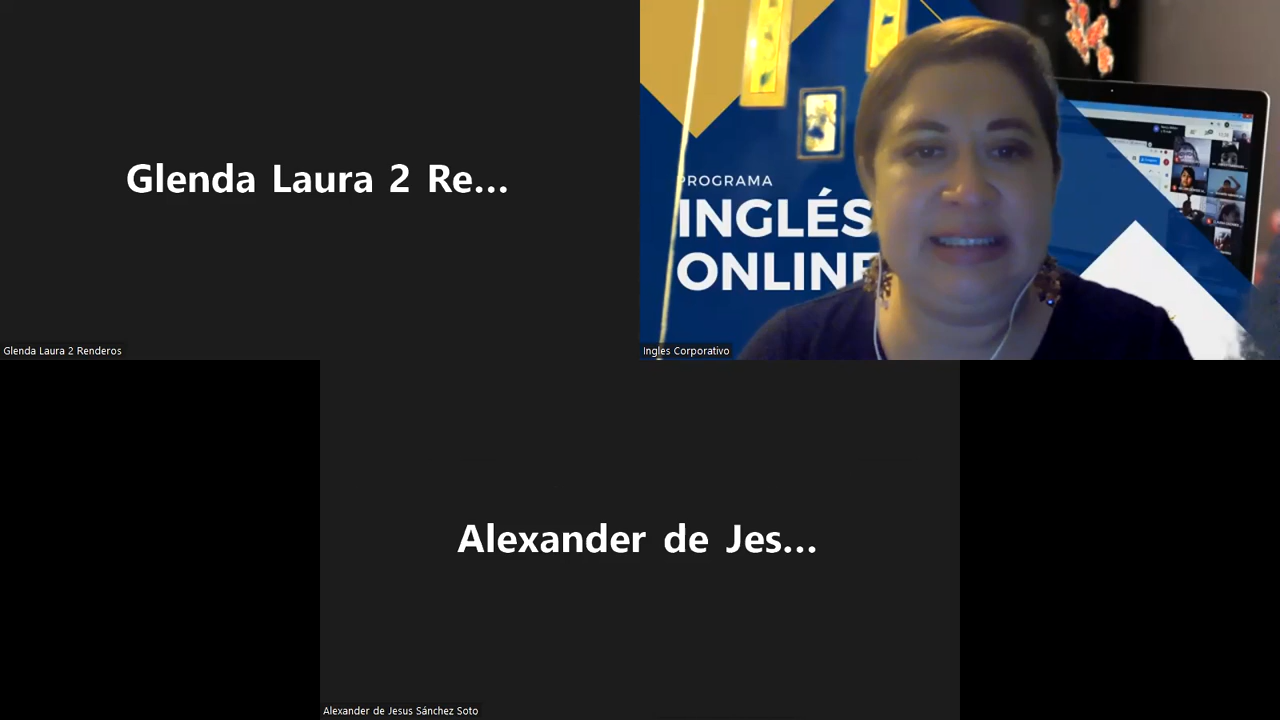 Glenda Laura 2 Re...
Glenda Laura 2 Renderos
PROGRAMA
INGLÉS
ONLINE
Ingles Corporativo
Alexander de Jes...
Alexander de Jesus Sánchez Soto